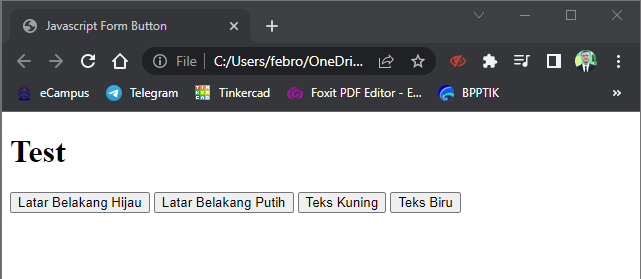 Javascript Form Button
File C:/Users/febro/OneDri...
eCampus Telegram Tinkercad Foxit PDF Editor - E... BPPTIK
Test
Latar Belakang Hijau Latar Belakang Putih Teks Kuning Teks Biru